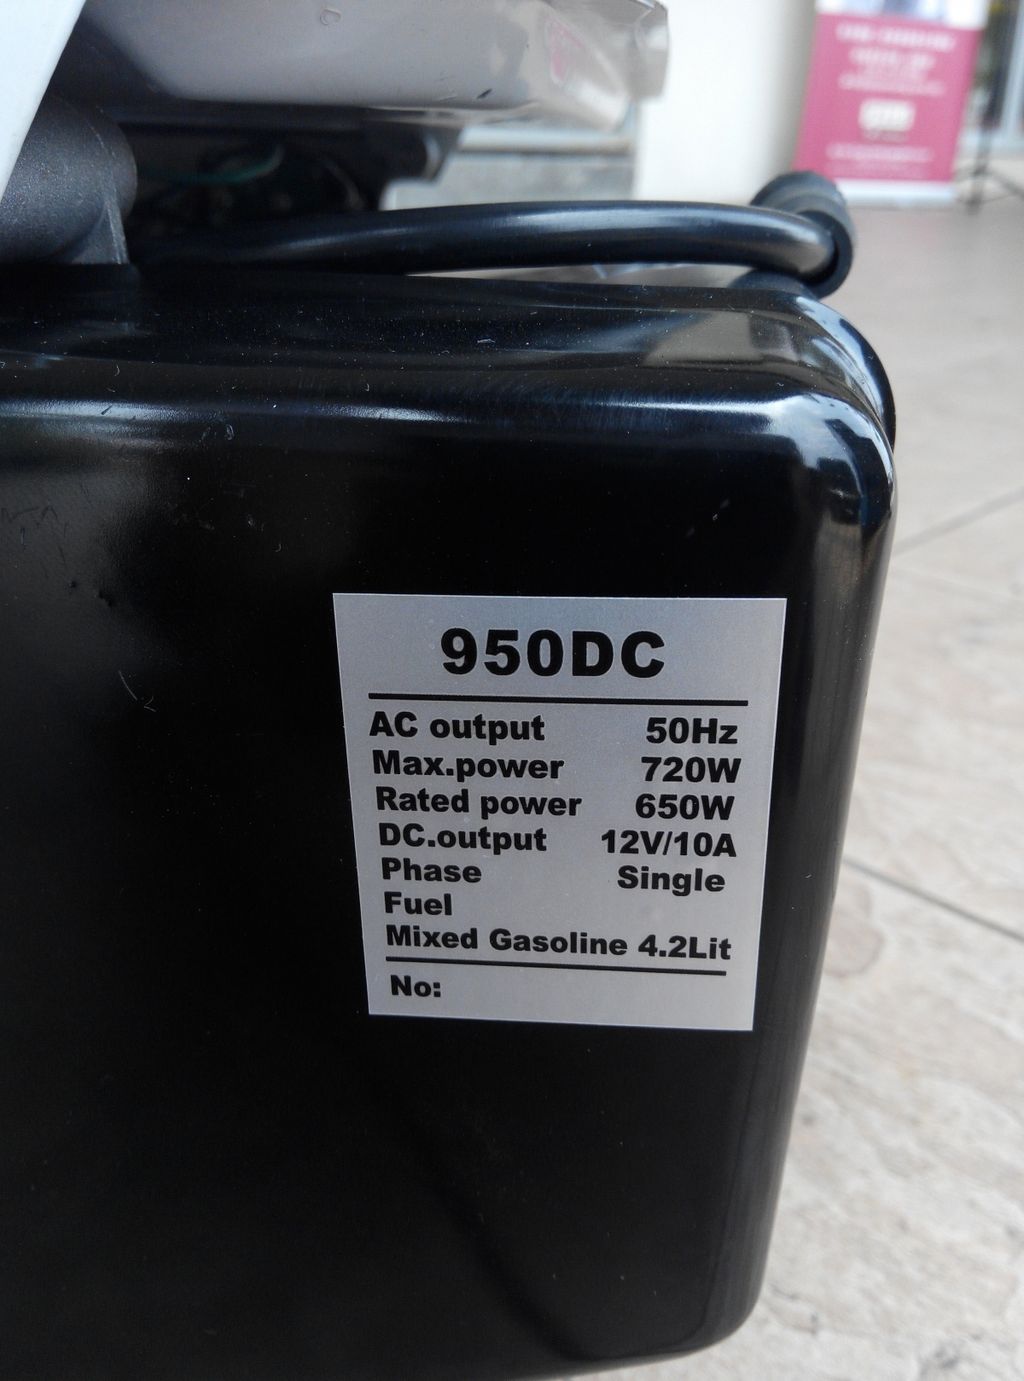 950DC
AC output 50Hz
Max.power 720W
Rated power 650W
DC.output 12V/10A
Phase Single
Fuel
Mixed Gasoline 4.2Lit
No: